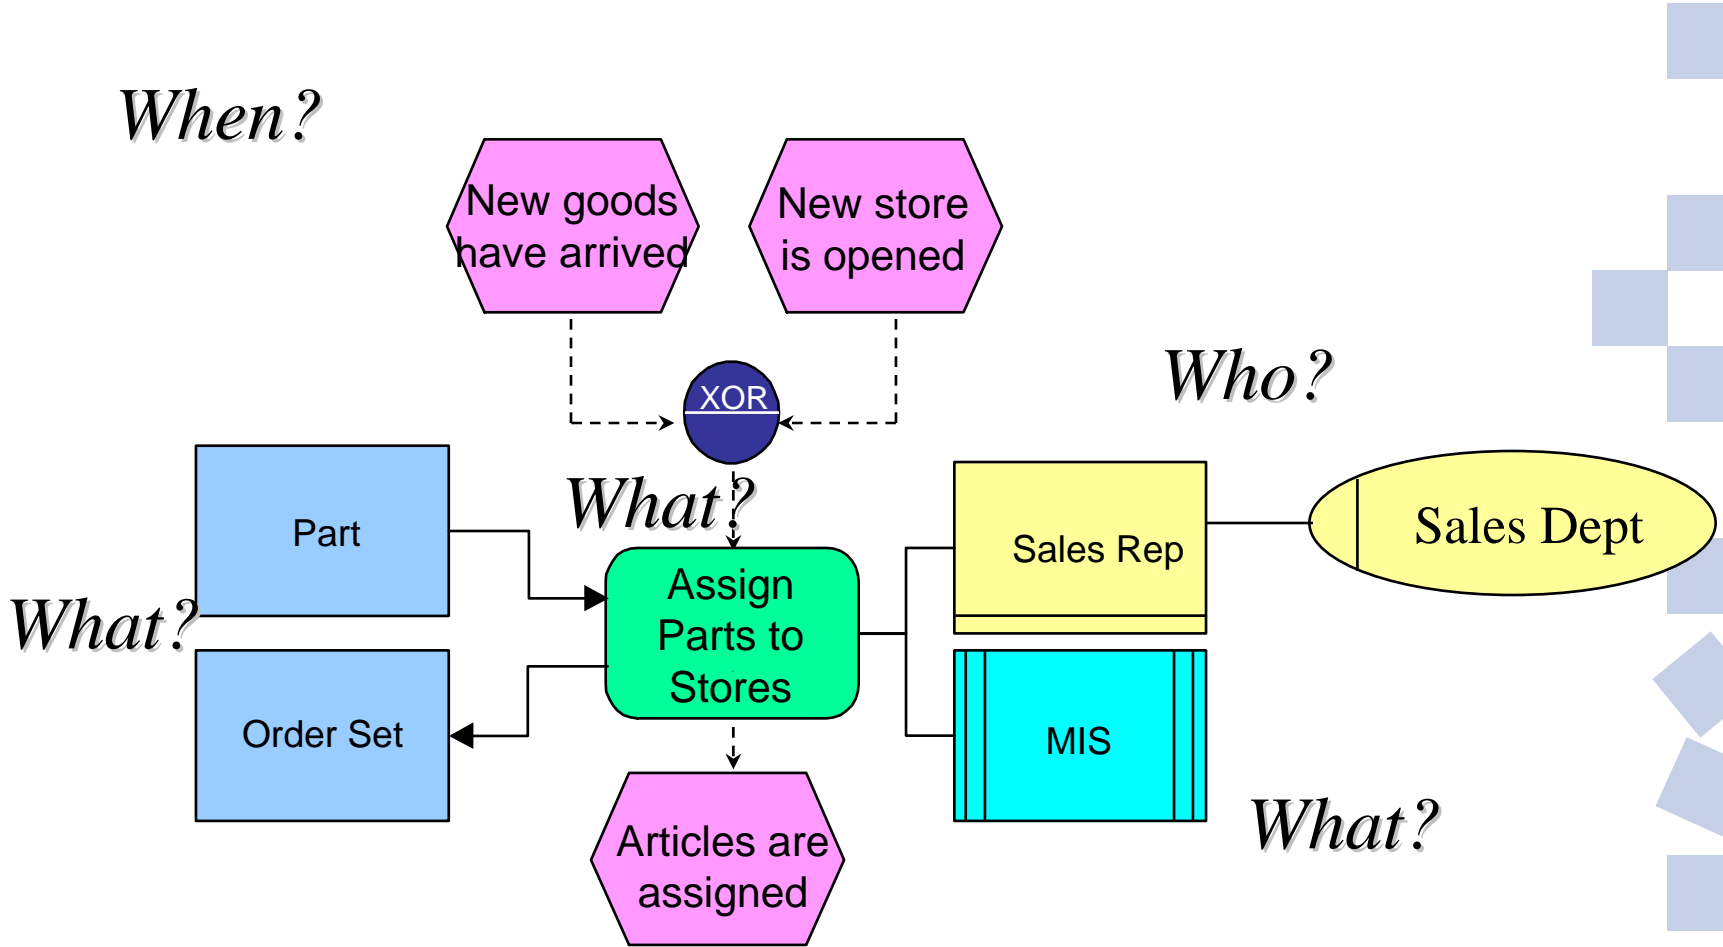 When?
New goods
have arrived
New store
is opened
XOR
Who?
What?
Part
Sales Rep
Sales Dept
Assign
Parts to
Stores
What?
Order Set
MIS
What?
Articles are
assigned